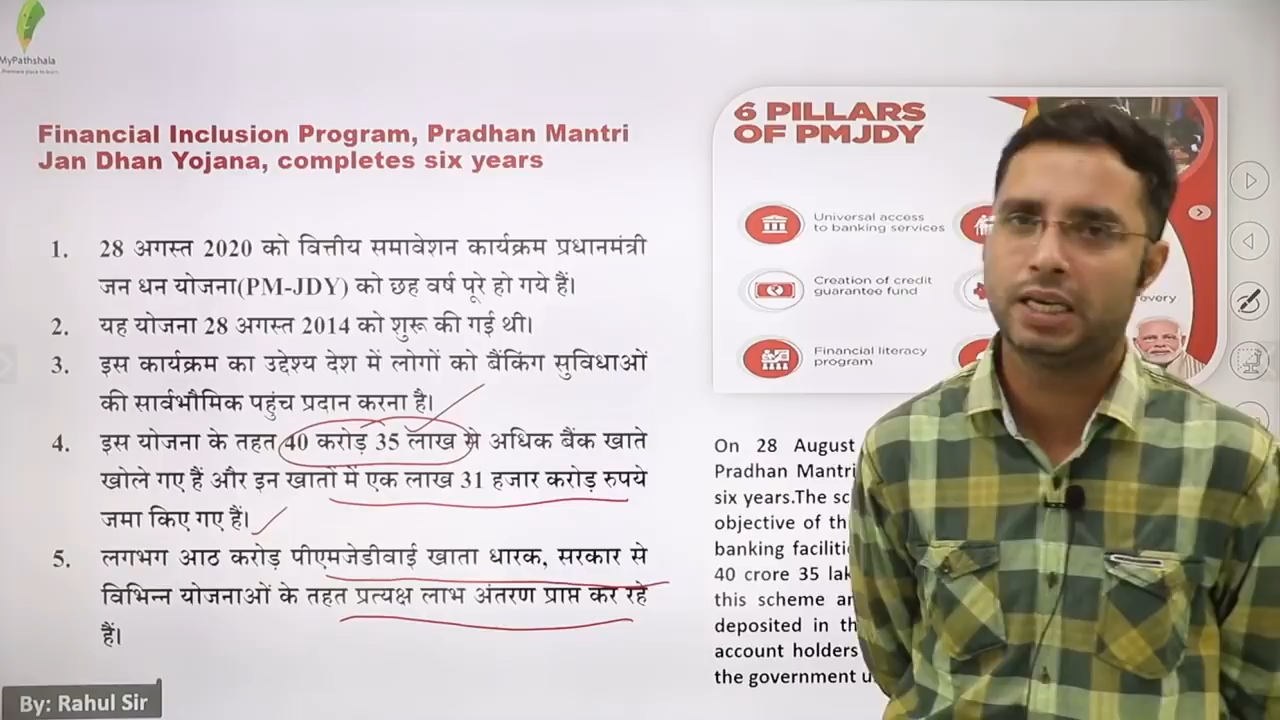 MyPathshala
Financial Inclusion Program, Pradhan Mantri
Jan Dhan Yojana, completes six years
1. 28 अगस्त 2020 को वित्तीय समावेशन कार्यक्रम प्रधानमंत्री
जन धन योजना(PM-JDY) को छह वर्ष पूरे हो गये हैं।
2. यह योजना 28 अगस्त 2014 को शुरू की गई थी।
3. इस कार्यक्रम का उद्देश्य देश में लोगों को बैंकिंग सुविधाओं
की सार्वभौमिक पहुंच प्रदान करना है।
4. इस योजना के तहत 40 करोड़ 35 लाख से अधिक बैंक खाते
खोले गए हैं और इन खातों में एक लाख 31 हजार करोड़ रुपये
जमा किए गए हैं।
5. लगभग आठ करोड़ पीएमजेडीवाई खाता धारक, सरकार से
विभिन्न योजनाओं के तहत प्रत्यक्ष लाभ अंतरण प्राप्त कर रहे
हैं।
By: Rahul Sir
6 PILLARS
OF PMJDY
Universal access
to banking services
Creation of credit
guarantee fund
every
Financial literacy
program
On 28 August
Pradhan Mantri
six years.The
objective of
banking
40 crore 35
this scheme
deposited in
account holders
the government